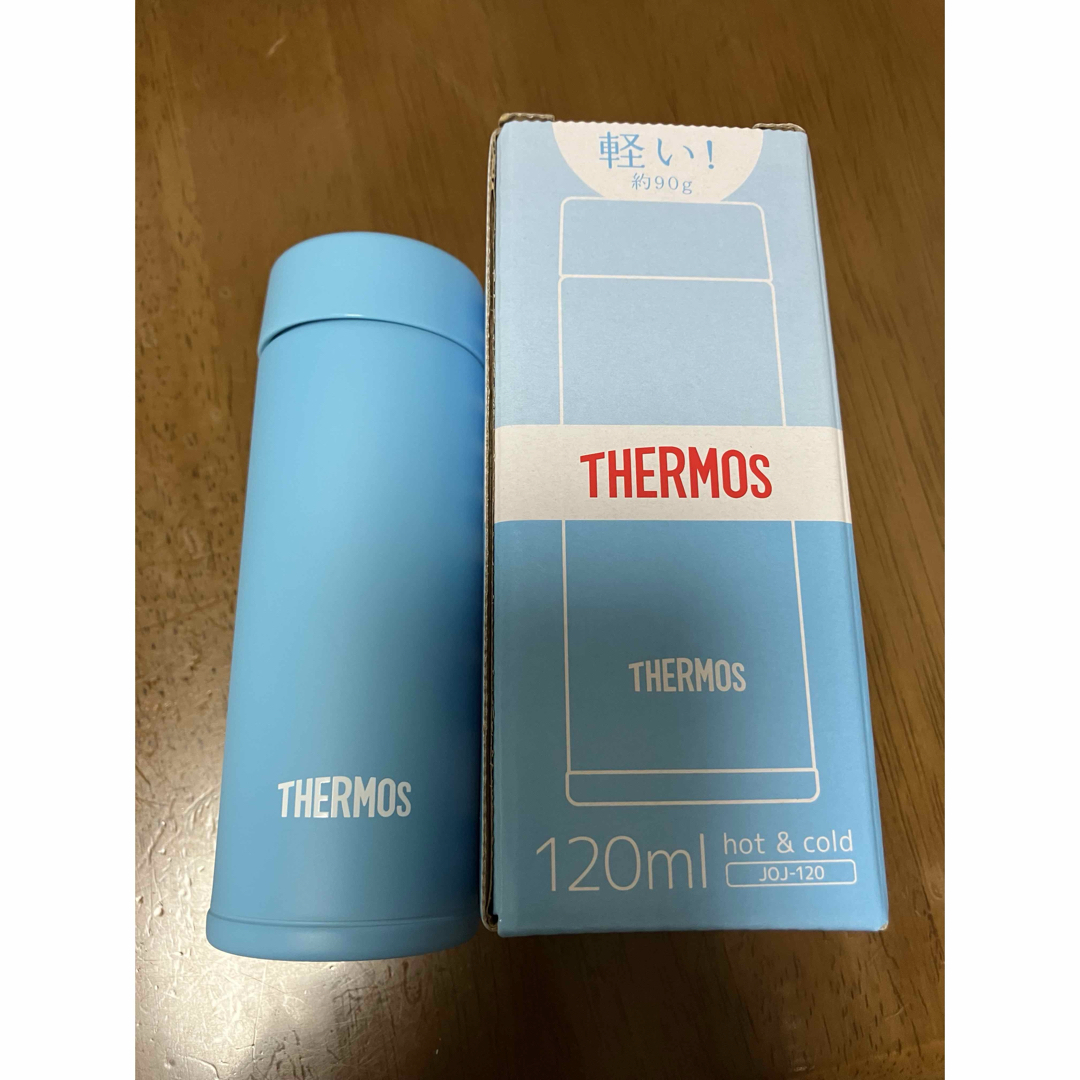 軽い!
約90g
THERMOS
THERMOS
120ml
hot & cold
JOJ-120
THERMOS